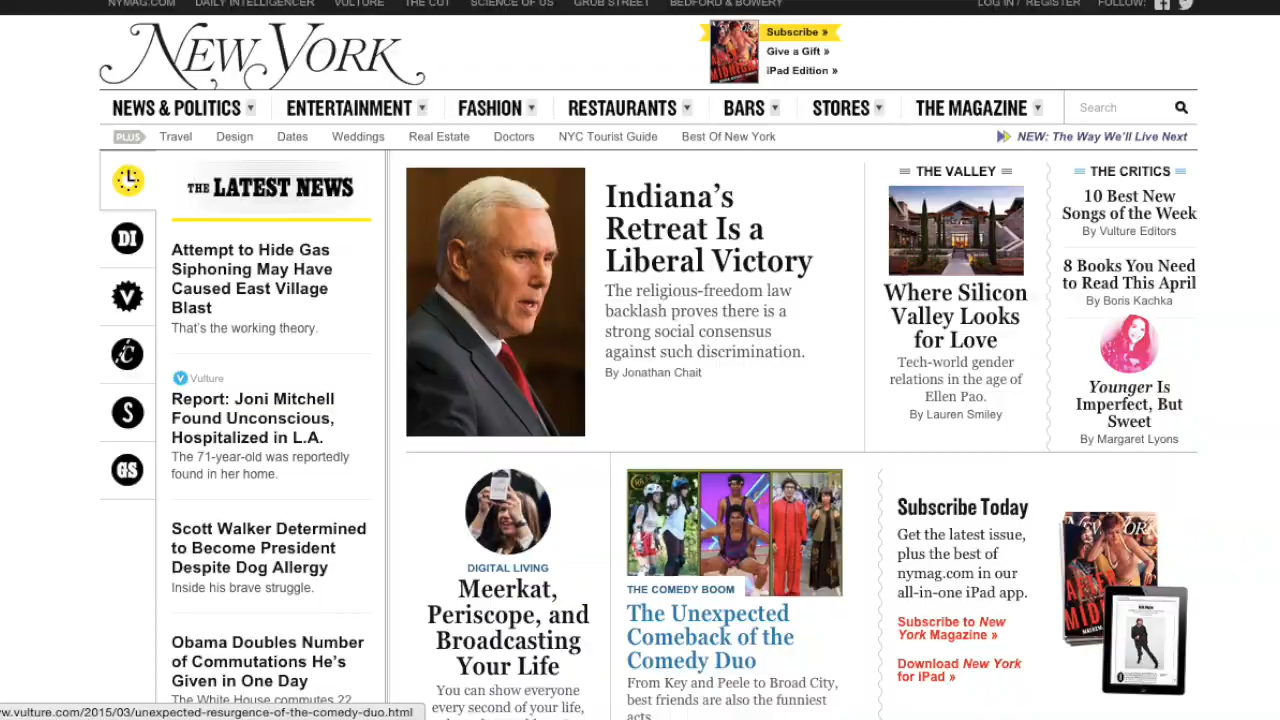 NYMAG.COM DAILY INTELLIGENCER VULTURE THE CUT SCIENCE OF US GRUB STREET BEDFORD & BOWERY LOG IN / REGISTER FOLLOW:
NEW YORK
Subscribe »
Give a Gift »
iPad Edition »
NEWS & POLITICS ENTERTAINMENT FASHION RESTAURANTS BARS STORES THE MAGAZINE Search
PLUS Travel Design Dates Weddings Real Estate Doctors NYC Tourist Guide Best Of New York NEW: The Way We'll Live Next
THE LATEST NEWS
DI
V
C
S
GS
Attempt to Hide Gas
Siphoning May Have
Caused East Village
Blast
That's the working theory.
Vulture
Report: Joni Mitchell
Found Unconscious,
Hospitalized in L.A.
The 71-year-old was reportedly
found in her home.
Scott Walker Determined
to Become President
Despite Dog Allergy
Inside his brave struggle.
Obama Doubles Number
of Commutations He's
Given in One Day
The White House commutes 22
Indiana's
Retreat Is a
Liberal Victory
The religious-freedom law
backlash proves there is a
strong social consensus
against such discrimination.
By Jonathan Chait
THE VALLEY
Where Silicon
Valley Looks
for Love
Tech-world gender
relations in the age of
Ellen Pao.
By Lauren Smiley
THE CRITICS
10 Best New
Songs of the Week
By Vulture Editors
8 Books You Need
to Read This April
By Boris Kachka
Younger Is
Imperfect, But
Sweet
By Margaret Lyons
DIGITAL LIVING
Meerkat,
Periscope, and
Broadcasting
Your Life
You can show everyone
every second of your life,
THE COMEDY BOOM
The Unexpected
Comeback of the
Comedy Duo
From Key and Peele to Broad City,
best friends are also the funniest
acts.
Subscribe Today
Get the latest issue,
plus the best of
nymag.com in our
all-in-one iPad app.
Subscribe to New
York Magazine »
Download New York
for iPad »
w.vulture.com/2015/03/unexpected-resurgence-of-the-comedy-duo.html